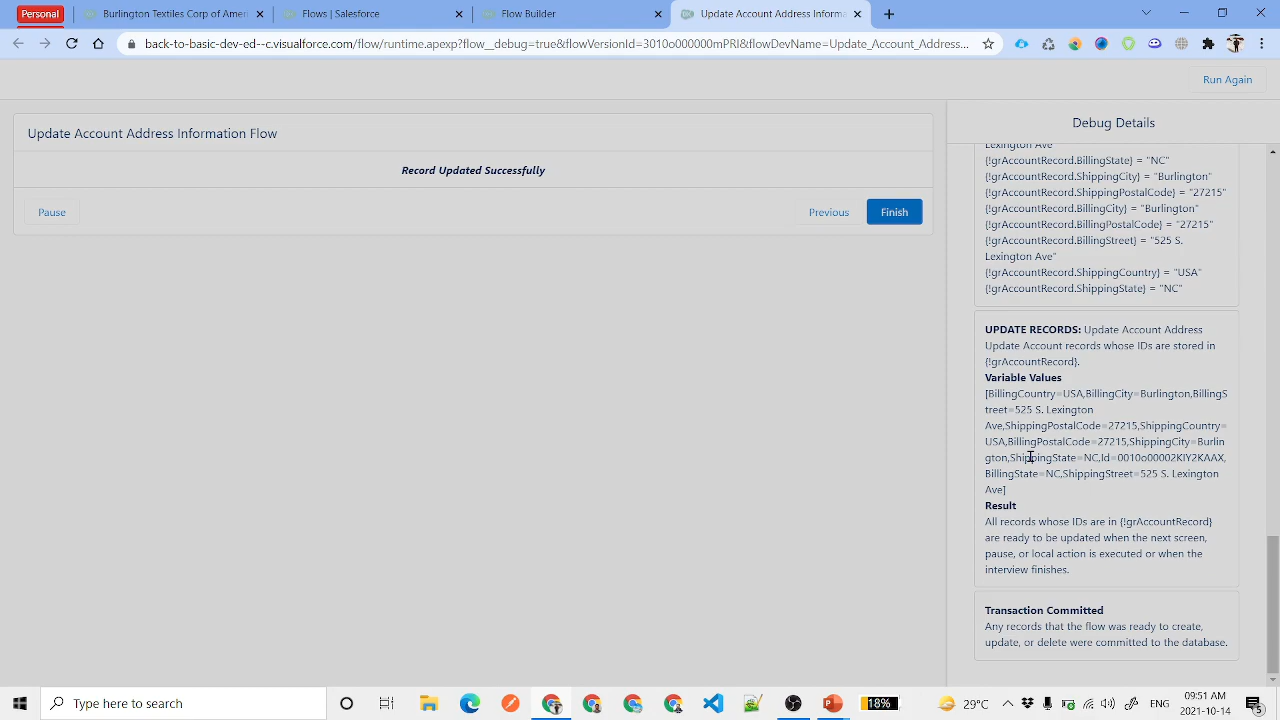 Personal
Burlington Textiles Corp of Ameri
Flows | Salesforce
Flow Builder
Update Account Address Informa
back-to-basic-dev-ed--c.visualforce.com/flow/runtime.apexp?flow__debug=true&flowVersionId=3010o000000mPRI&flowDevName=Update_Account_Address...
Run Again
Update Account Address Information Flow
Record Updated Successfully
Pause
Previous
Finish
Debug Details
Lexington Ave
{!grAccountRecord.BillingState} = "NC"
{!grAccountRecord.ShippingCity} = "Burlington"
{!grAccountRecord.ShippingPostalCode} = "27215"
{!grAccountRecord.BillingCity} = "Burlington"
{!grAccountRecord.BillingPostalCode} = "27215"
{!grAccountRecord.BillingStreet} = "525 S.
Lexington Ave"
{!grAccountRecord.ShippingCountry} = "USA"
{!grAccountRecord.ShippingState} = "NC"
UPDATE RECORDS: Update Account Address
Update Account records whose IDs are stored in
{!grAccountRecord}.
Variable Values
[BillingCountry=USA,BillingCity=Burlington,BillingS
treet=525 S. Lexington
Ave,ShippingPostalCode=27215,ShippingCountry=
USA,BillingPostalCode=27215,ShippingCity=Burlin
gton,ShippingState=NC,Id=0010o00002KIY2KAAX,
BillingState=NC,ShippingStreet=525 S. Lexington
Ave]
Result
All records whose IDs are in {!grAccountRecord}
are ready to be updated when the next screen,
pause, or local action is executed or when the
interview finishes.
Transaction Committed
Any records that the flow was ready to create,
update, or delete were committed to the database.
Type here to search
18%
29°C
ENG
09:51 AM
2021-10-14
5